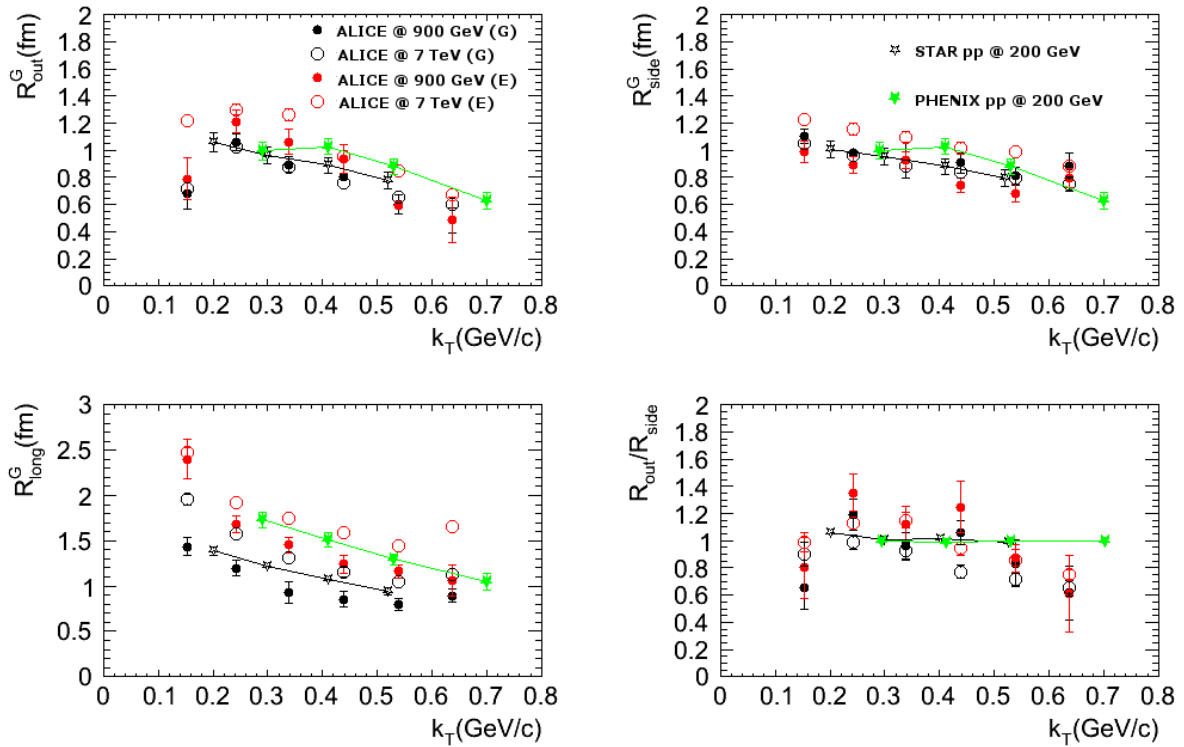 R^G_out(fm)
2
1.8
1.6
1.4
1.2
1
0.8
0.6
0.4
0.2
0
ALICE @ 900 GeV (G)
ALICE @ 7 TeV (G)
ALICE @ 900 GeV (E)
ALICE @ 7 TeV (E)
0 0.1 0.2 0.3 0.4 0.5 0.6 0.7 0.8
k_T(GeV/c)
R^G_side(fm)
2
1.8
1.6
1.4
1.2
1
0.8
0.6
0.4
0.2
0
STAR pp @ 200 GeV
PHENIX pp @ 200 GeV
0 0.1 0.2 0.3 0.4 0.5 0.6 0.7 0.8
k_T(GeV/c)
R^G_long(fm)
3
2.5
2
1.5
1
0.5
0
0 0.1 0.2 0.3 0.4 0.5 0.6 0.7 0.8
k_T(GeV/c)
R_out/R_side
2
1.8
1.6
1.4
1.2
1
0.8
0.6
0.4
0.2
0
0 0.1 0.2 0.3 0.4 0.5 0.6 0.7 0.8
k_T(GeV/c)